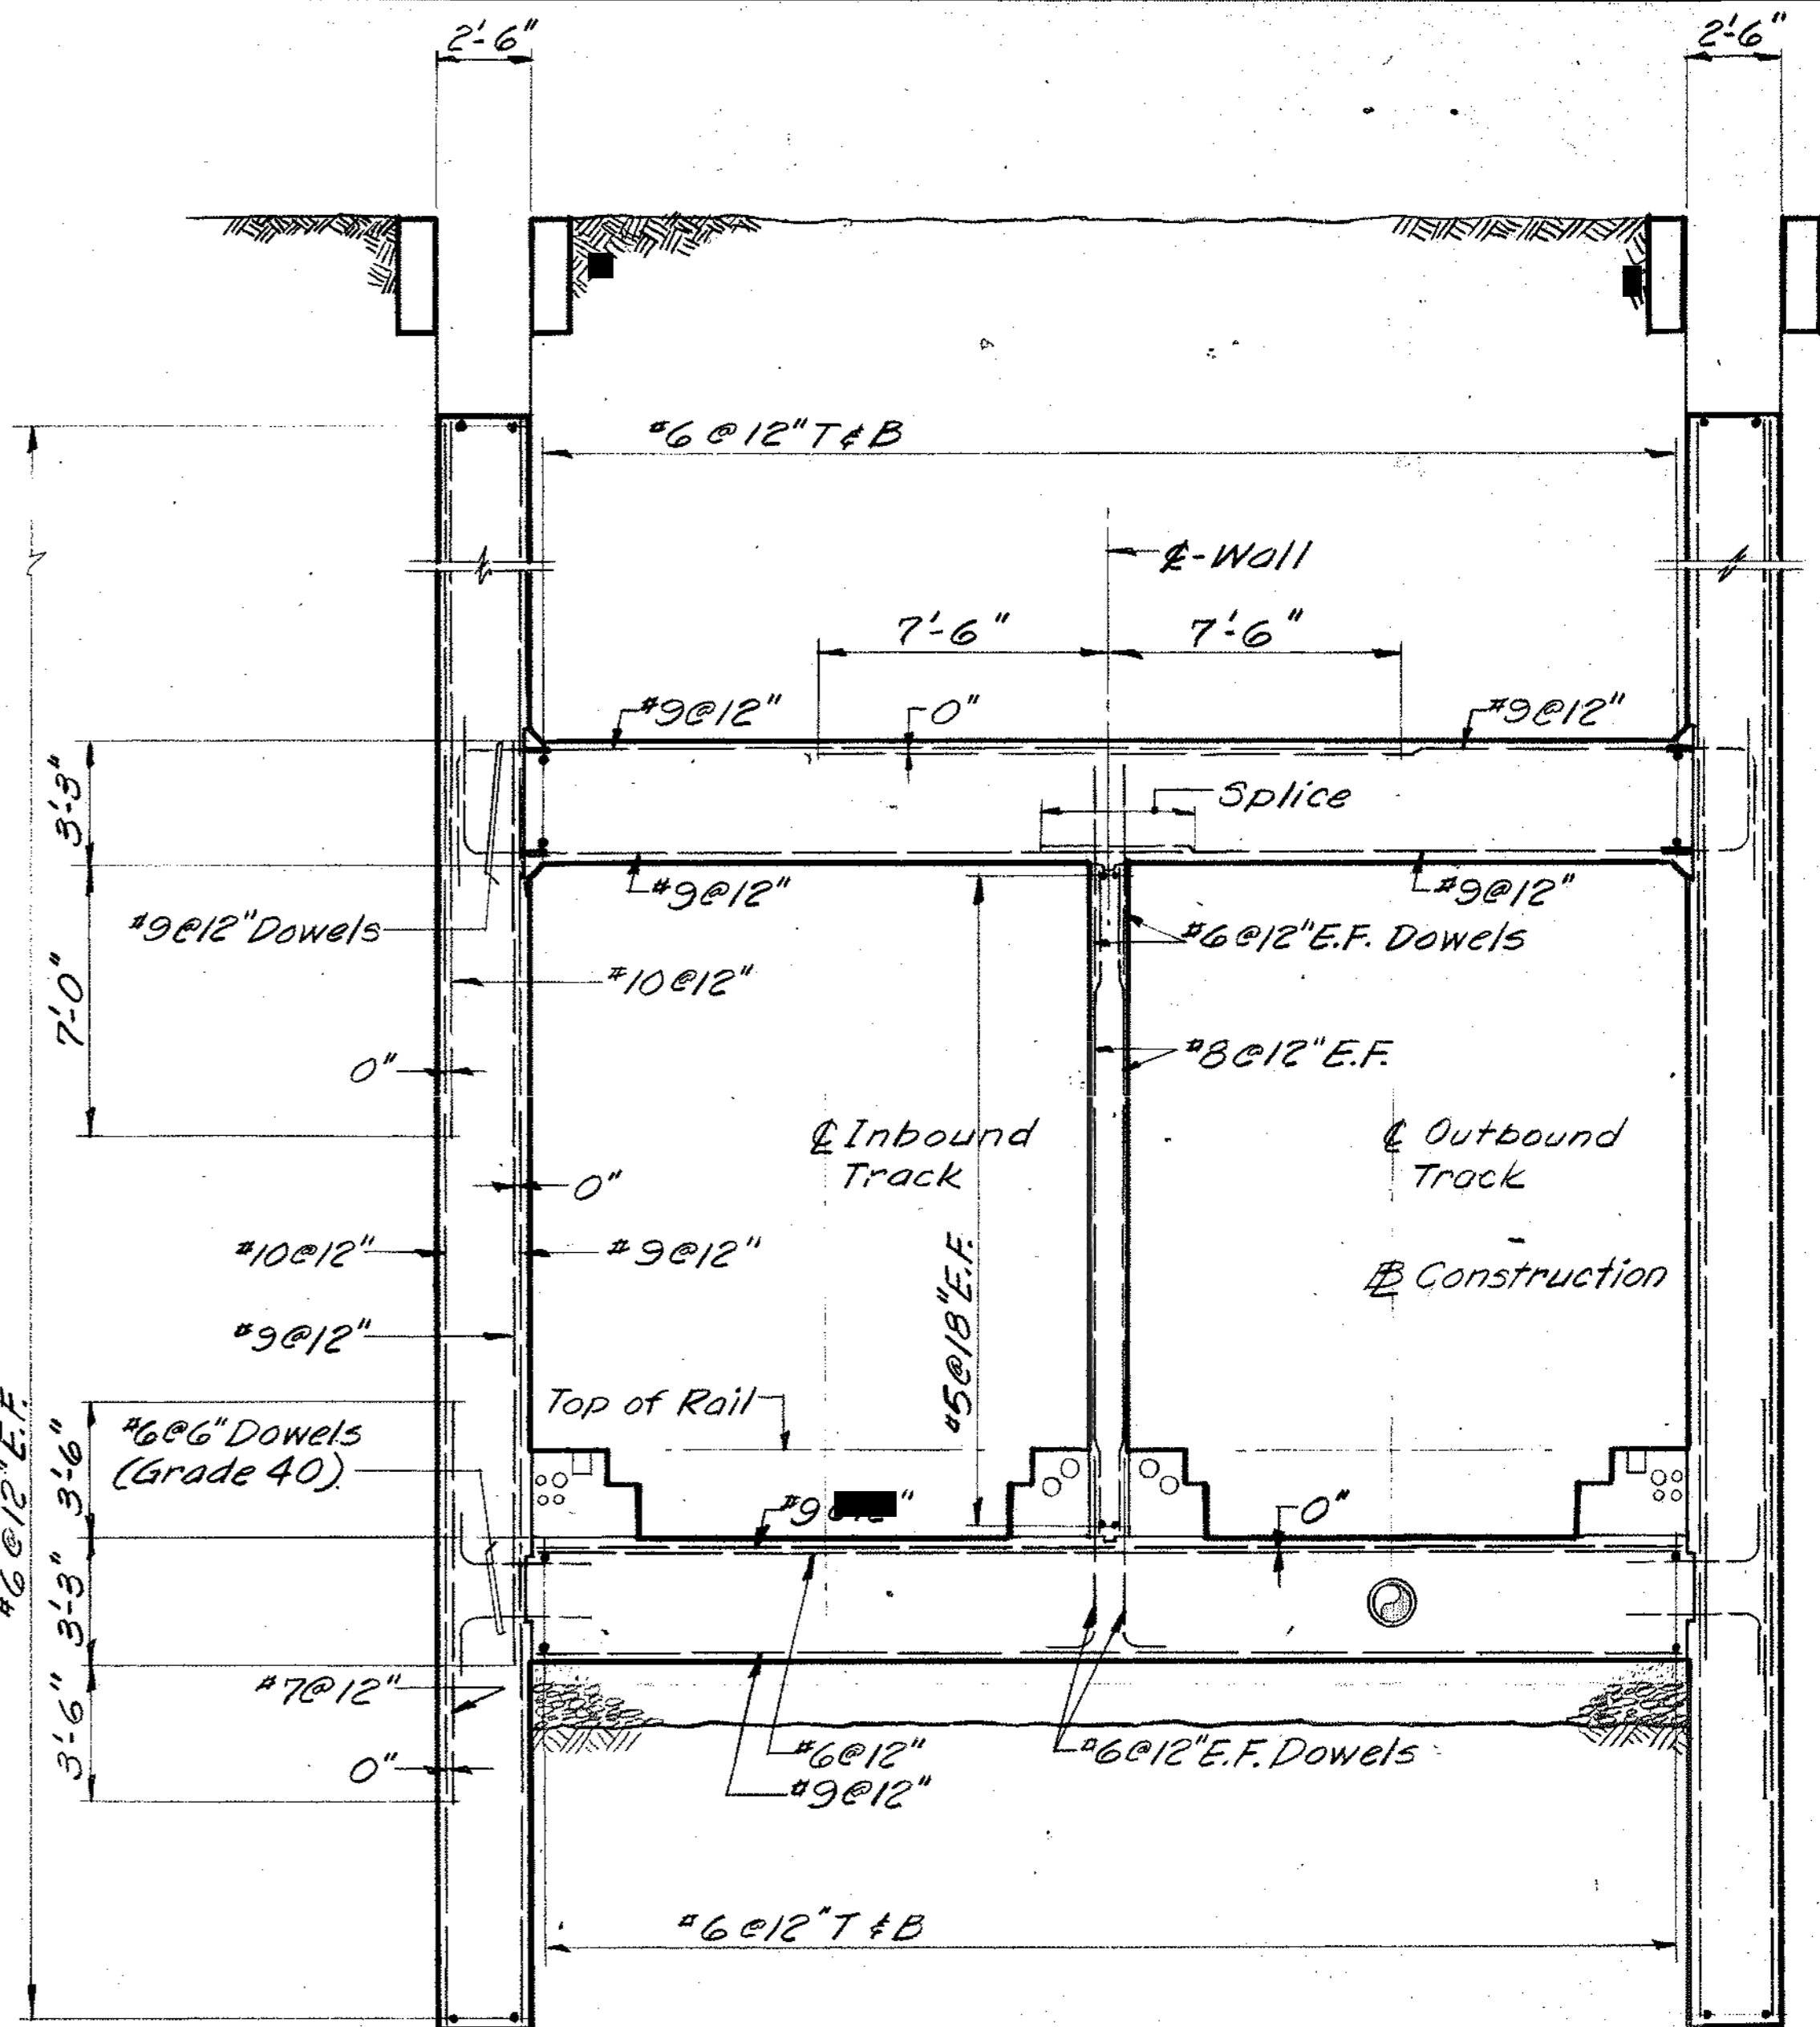 2'-6"
2'-6"
#6 @ 12" T & B
℄-Wall
7'-6"
7'-6"
#9@12"
0"
#9@12"
3'-3"
Splice
#9@12"
#9@12"
#9@12" Dowels
#6@12" E.F. Dowels
#10@12"
7'-0"
#8@12" E.F.
0"
℄ Inbound
Track
℄ Outbound
Track
0"
#10@12"
#9@12"
#5@18" E.F.
℄ Construction
#9@12"
#6 @ 12" E.F.
Top of Rail
3'-6"
#6@6" Dowels
(Grade 40)
#9
"
0"
3'-3"
#7@12"
3'-6"
#6@12"
#6@12" E.F. Dowels
0"
#9@12"
#6 @ 12" T & B